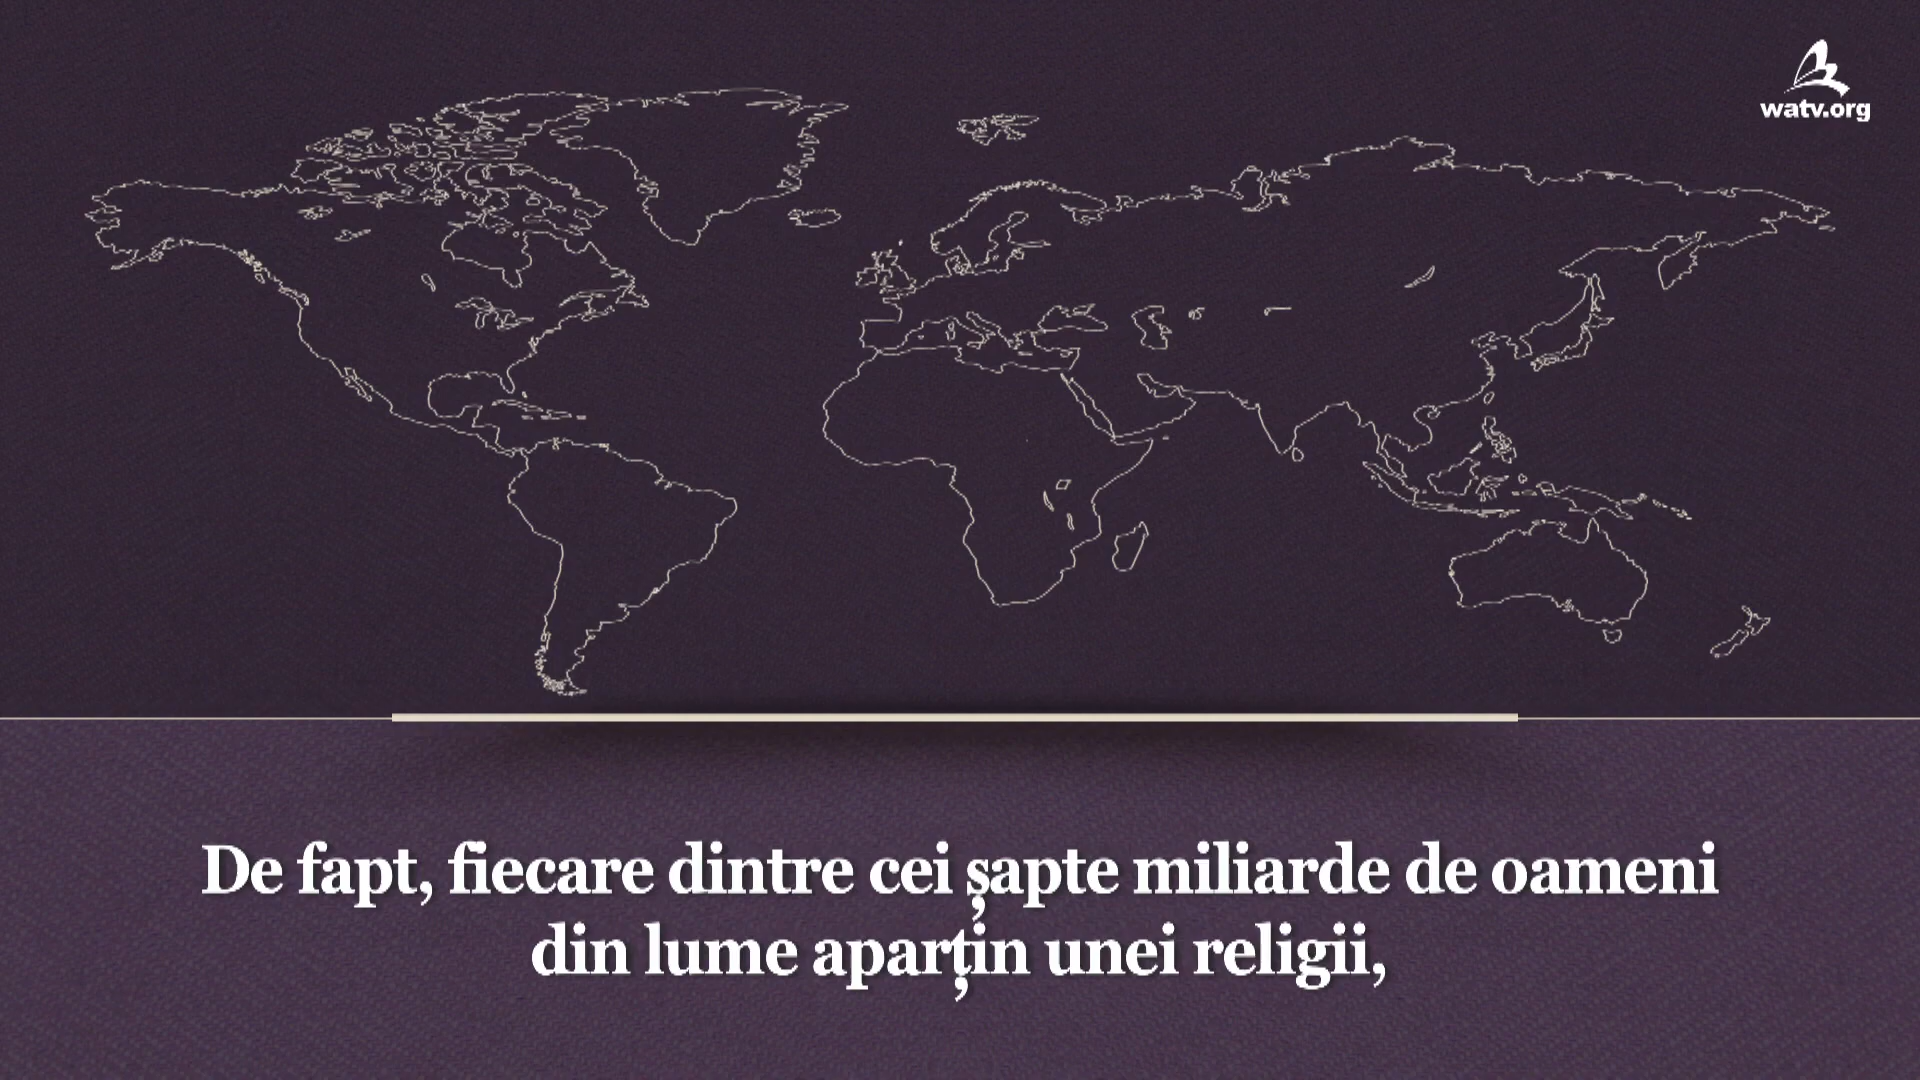 watv.org
De fapt, fiecare dintre cei șapte miliarde de oameni
din lume aparțin unei religii,